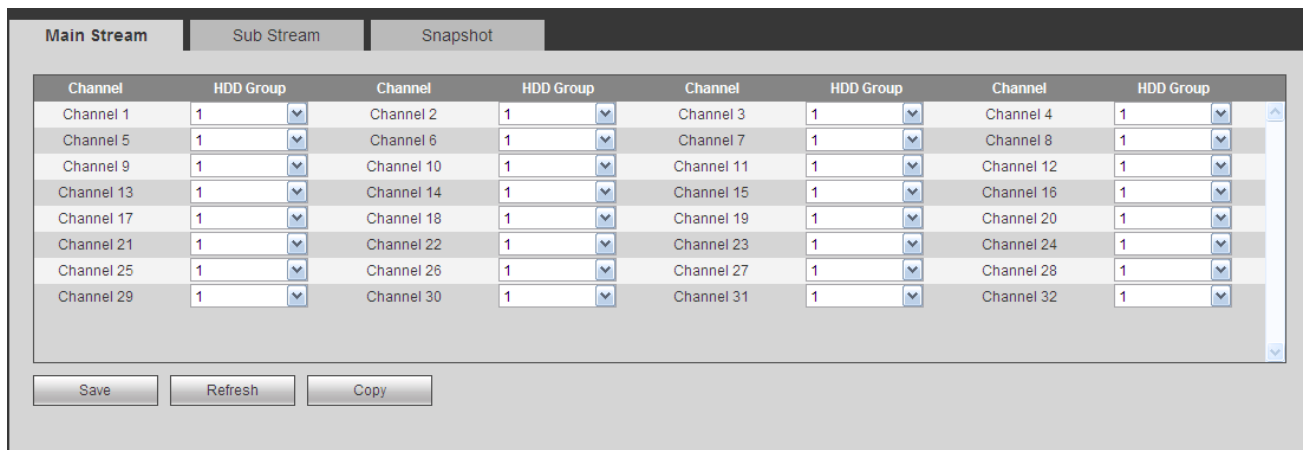 Main Stream Sub Stream Snapshot
Channel HDD Group Channel HDD Group Channel HDD Group Channel HDD Group
Channel 1 1 Channel 2 1 Channel 3 1 Channel 4 1
Channel 5 1 Channel 6 1 Channel 7 1 Channel 8 1
Channel 9 1 Channel 10 1 Channel 11 1 Channel 12 1
Channel 13 1 Channel 14 1 Channel 15 1 Channel 16 1
Channel 17 1 Channel 18 1 Channel 19 1 Channel 20 1
Channel 21 1 Channel 22 1 Channel 23 1 Channel 24 1
Channel 25 1 Channel 26 1 Channel 27 1 Channel 28 1
Channel 29 1 Channel 30 1 Channel 31 1 Channel 32 1
Save Refresh Copy